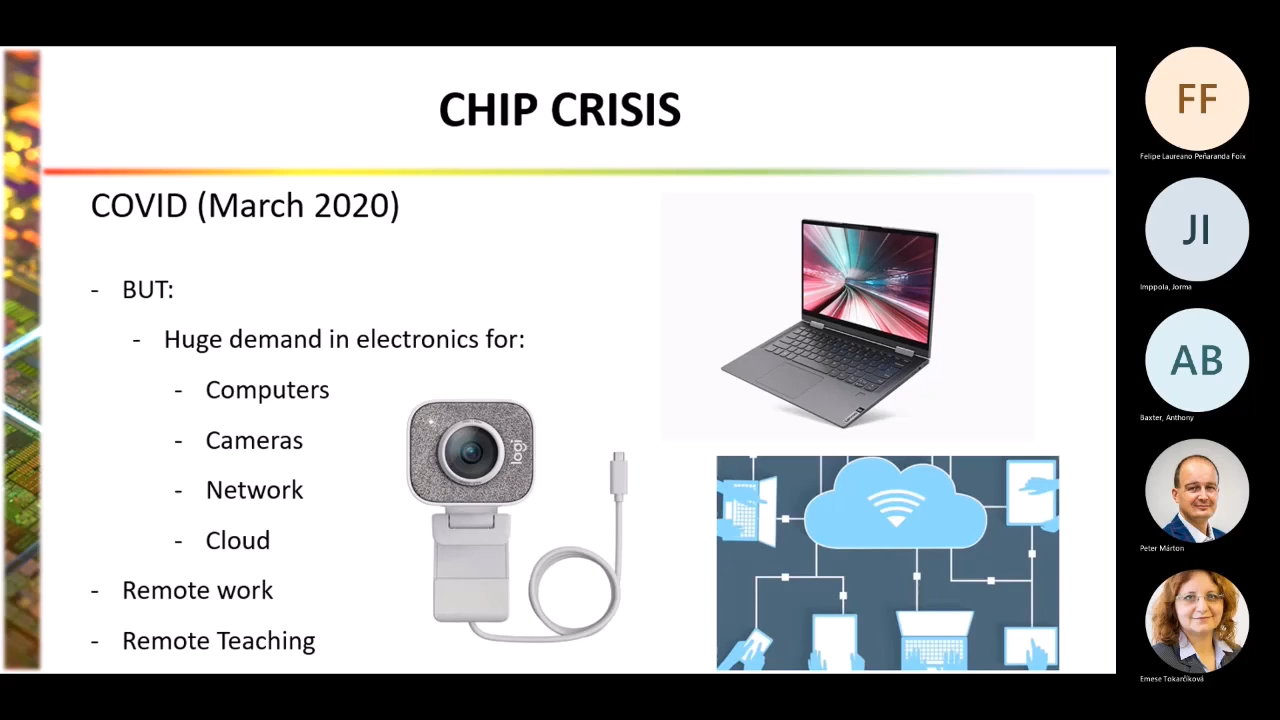 CHIP CRISIS
COVID (March 2020)
- BUT:
- Huge demand in electronics for:
- Computers
- Cameras
- Network
- Cloud
- Remote work
- Remote Teaching
logi
FF
Felipe Laureano Peñaranda Foix
JI
Imppola, Jorma
AB
Baxter, Anthony
Peter Márton
Emese Tokarčíková